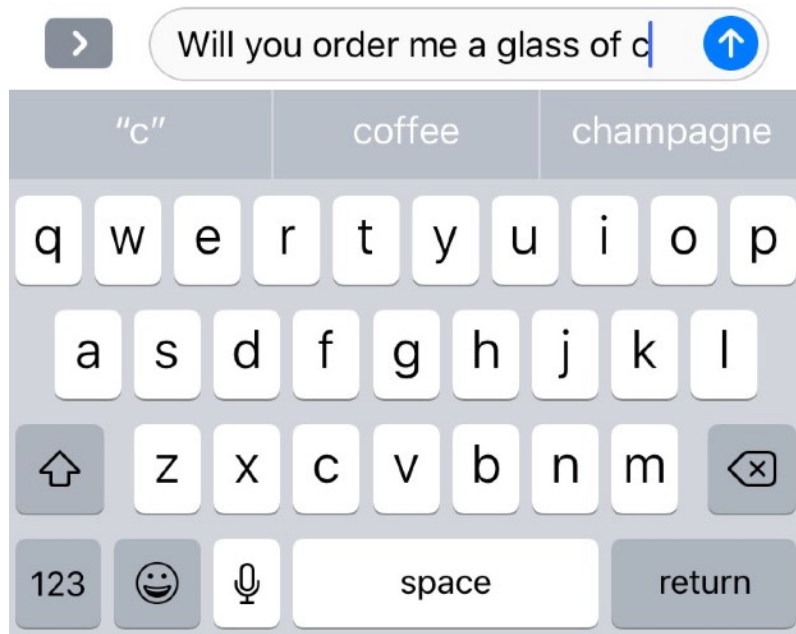 Will you order me a glass of c
“c” coffee champagne
q w e r t y u i o p
a s d f g h j k l
z x c v b n m
123 space return